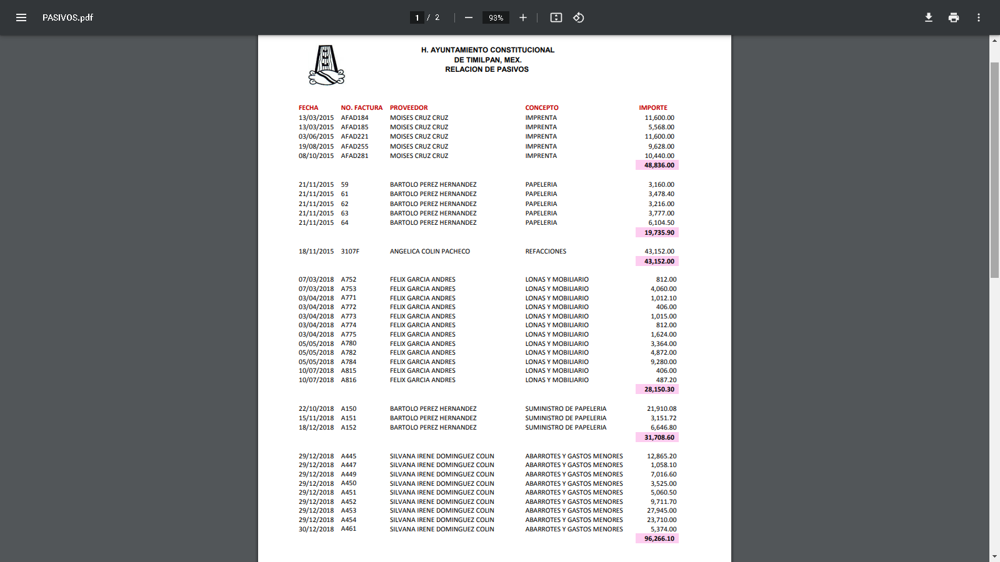 PASIVOS.pdf
1 / 2
93%
H. AYUNTAMIENTO CONSTITUCIONAL
DE TIMILPAN, MEX.
RELACION DE PASIVOS
FECHA NO. FACTURA PROVEEDOR CONCEPTO IMPORTE
13/03/2015 AFAD184 MOISES CRUZ CRUZ IMPRENTA 11,600.00
13/03/2015 AFAD185 MOISES CRUZ CRUZ IMPRENTA 5,568.00
03/06/2015 AFAD221 MOISES CRUZ CRUZ IMPRENTA 11,600.00
19/08/2015 AFAD255 MOISES CRUZ CRUZ IMPRENTA 9,628.00
08/10/2015 AFAD281 MOISES CRUZ CRUZ IMPRENTA 10,440.00
48,836.00
21/11/2015 59 BARTOLO PEREZ HERNANDEZ PAPELERIA 3,160.00
21/11/2015 61 BARTOLO PEREZ HERNANDEZ PAPELERIA 3,478.40
21/11/2015 62 BARTOLO PEREZ HERNANDEZ PAPELERIA 3,216.00
21/11/2015 63 BARTOLO PEREZ HERNANDEZ PAPELERIA 3,777.00
21/11/2015 64 BARTOLO PEREZ HERNANDEZ PAPELERIA 6,104.50
19,735.90
18/11/2015 3107F ANGELICA COLIN PACHECO REFACCIONES 43,152.00
43,152.00
07/03/2018 A752 FELIX GARCIA ANDRES LONAS Y MOBILIARIO 812.00
07/03/2018 A753 FELIX GARCIA ANDRES LONAS Y MOBILIARIO 4,060.00
03/04/2018 A771 FELIX GARCIA ANDRES LONAS Y MOBILIARIO 1,012.10
03/04/2018 A772 FELIX GARCIA ANDRES LONAS Y MOBILIARIO 406.00
03/04/2018 A773 FELIX GARCIA ANDRES LONAS Y MOBILIARIO 1,015.00
03/04/2018 A774 FELIX GARCIA ANDRES LONAS Y MOBILIARIO 812.00
03/04/2018 A775 FELIX GARCIA ANDRES LONAS Y MOBILIARIO 1,624.00
05/05/2018 A780 FELIX GARCIA ANDRES LONAS Y MOBILIARIO 3,364.00
05/05/2018 A782 FELIX GARCIA ANDRES LONAS Y MOBILIARIO 4,872.00
05/05/2018 A784 FELIX GARCIA ANDRES LONAS Y MOBILIARIO 9,280.00
10/07/2018 A815 FELIX GARCIA ANDRES LONAS Y MOBILIARIO 406.00
10/07/2018 A816 FELIX GARCIA ANDRES LONAS Y MOBILIARIO 487.20
28,150.30
22/10/2018 A150 BARTOLO PEREZ HERNANDEZ SUMINISTRO DE PAPELERIA 21,910.08
15/11/2018 A151 BARTOLO PEREZ HERNANDEZ SUMINISTRO DE PAPELERIA 3,151.72
18/12/2018 A152 BARTOLO PEREZ HERNANDEZ SUMINISTRO DE PAPELERIA 6,646.80
31,708.60
29/12/2018 A445 SILVANA IRENE DOMINGUEZ COLIN ABARROTES Y GASTOS MENORES 12,865.20
29/12/2018 A447 SILVANA IRENE DOMINGUEZ COLIN ABARROTES Y GASTOS MENORES 1,058.10
29/12/2018 A449 SILVANA IRENE DOMINGUEZ COLIN ABARROTES Y GASTOS MENORES 7,016.60
29/12/2018 A450 SILVANA IRENE DOMINGUEZ COLIN ABARROTES Y GASTOS MENORES 3,525.00
29/12/2018 A451 SILVANA IRENE DOMINGUEZ COLIN ABARROTES Y GASTOS MENORES 5,060.50
29/12/2018 A452 SILVANA IRENE DOMINGUEZ COLIN ABARROTES Y GASTOS MENORES 9,711.70
29/12/2018 A453 SILVANA IRENE DOMINGUEZ COLIN ABARROTES Y GASTOS MENORES 27,945.00
29/12/2018 A454 SILVANA IRENE DOMINGUEZ COLIN ABARROTES Y GASTOS MENORES 23,710.00
30/12/2018 A461 SILVANA IRENE DOMINGUEZ COLIN ABARROTES Y GASTOS MENORES 5,374.00
96,266.10